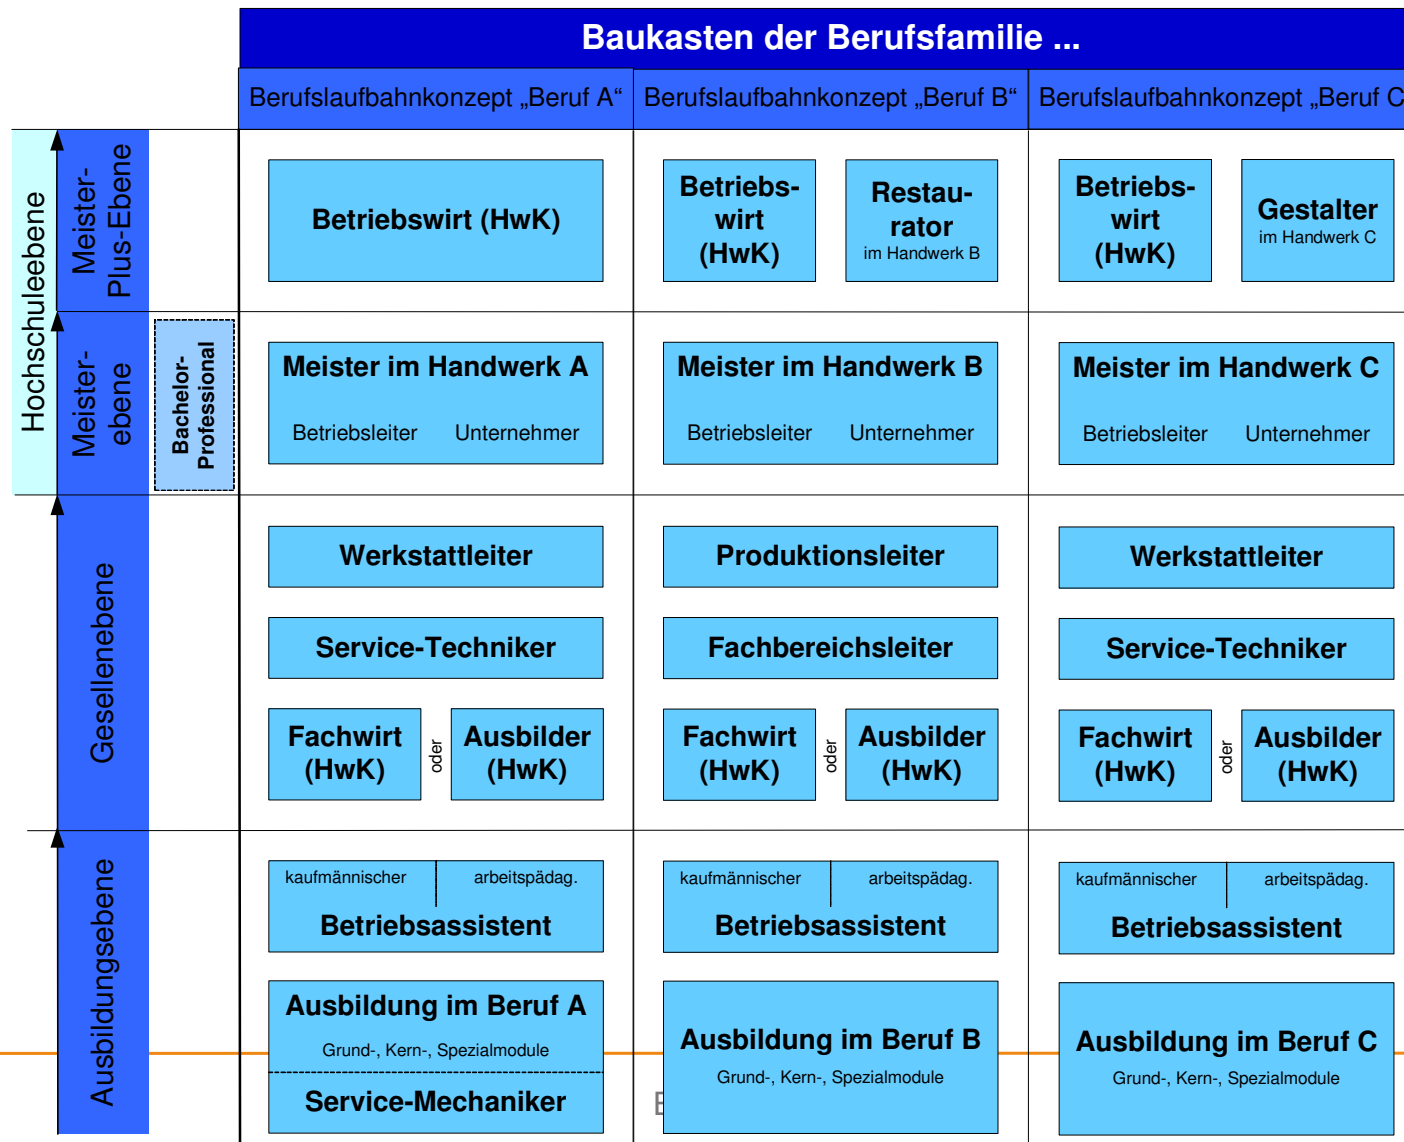 Baukasten der Berufsfamilie ...
Berufslaufbahnkonzept „Beruf A“
Berufslaufbahnkonzept „Beruf B“
Berufslaufbahnkonzept „Beruf C
Hochschuleebene
Meister-
Plus-Ebene
Betriebswirt (HwK)
Betriebs-
wirt
(HwK)
Restau-
rator
im Handwerk B
Betriebs-
wirt
(HwK)
Gestalter
im Handwerk C
Meister-
ebene
Bachelor-
Professional
Meister im Handwerk A
Betriebsleiter Unternehmer
Meister im Handwerk B
Betriebsleiter Unternehmer
Meister im Handwerk C
Betriebsleiter Unternehmer
Gesellenebene
Werkstattleiter
Produktionsleiter
Werkstattleiter
Service-Techniker
Fachbereichsleiter
Service-Techniker
Fachwirt
(HwK)
oder
Ausbilder
(HwK)
Fachwirt
(HwK)
oder
Ausbilder
(HwK)
Fachwirt
(HwK)
oder
Ausbilder
(HwK)
Ausbildungsebene
kaufmännischer arbeitspädag.
Betriebsassistent
kaufmännischer arbeitspädag.
Betriebsassistent
kaufmännischer arbeitspädag.
Betriebsassistent
Ausbildung im Beruf A
Grund-, Kern-, Spezialmodule
Service-Mechaniker
Ausbildung im Beruf B
Grund-, Kern-, Spezialmodule
Ausbildung im Beruf C
Grund-, Kern-, Spezialmodule